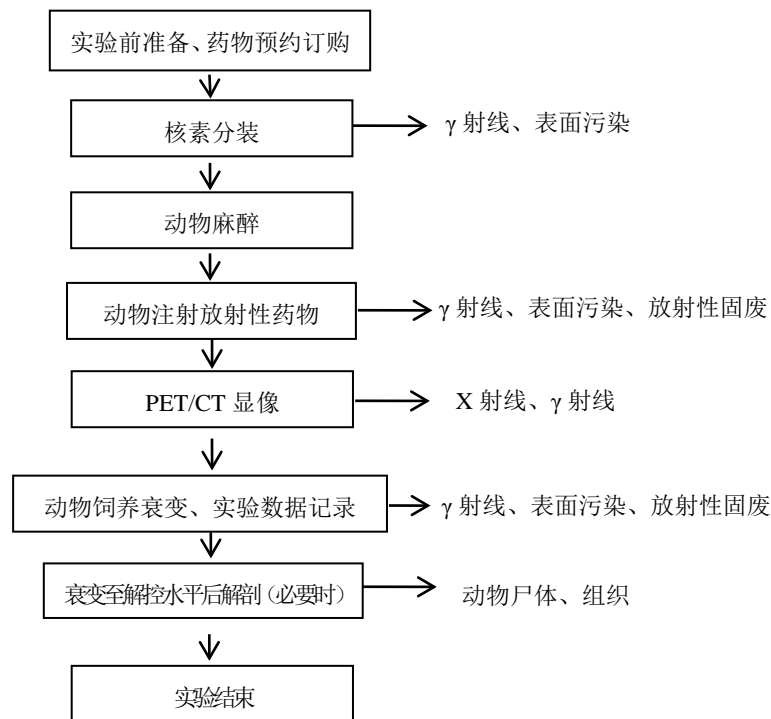 实验前准备、药物预约订购
核素分装
γ 射线、表面污染
动物麻醉
动物注射放射性药物
γ 射线、表面污染、放射性固废
PET/CT 显像
X 射线、γ 射线
动物饲养衰变、实验数据记录
γ 射线、表面污染、放射性固废
衰变至解控水平后解剖（必要时）
动物尸体、组织
实验结束